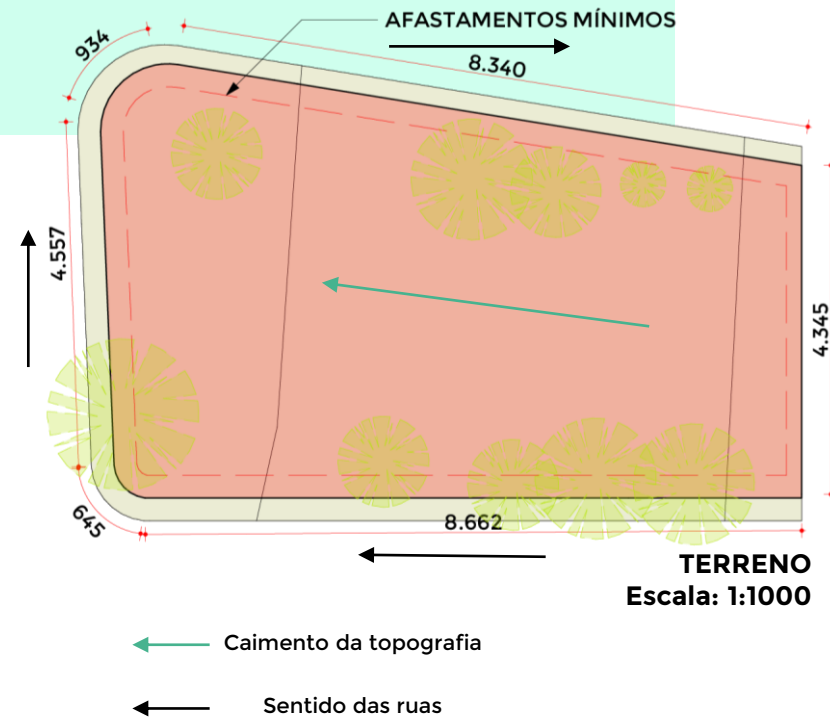 AFASTAMENTOS MÍNIMOS
934
8.340
4.557
4.345
645
8.662
TERRENO
Escala: 1:1000
Caimento da topografia
Sentido das ruas